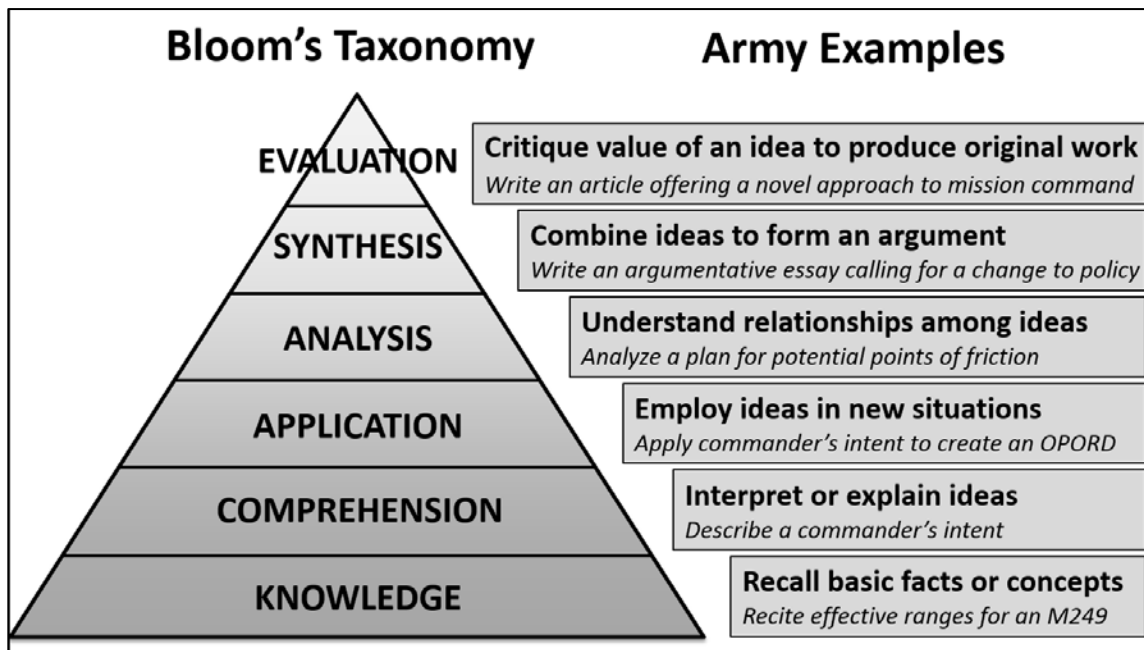 Bloom's Taxonomy
Army Examples
EVALUATION
Critique value of an idea to produce original work
Write an article offering a novel approach to mission command
SYNTHESIS
Combine ideas to form an argument
Write an argumentative essay calling for a change to policy
ANALYSIS
Understand relationships among ideas
Analyze a plan for potential points of friction
APPLICATION
Employ ideas in new situations
Apply commander's intent to create an OPORD
COMPREHENSION
Interpret or explain ideas
Describe a commander's intent
KNOWLEDGE
Recall basic facts or concepts
Recite effective ranges for an M249